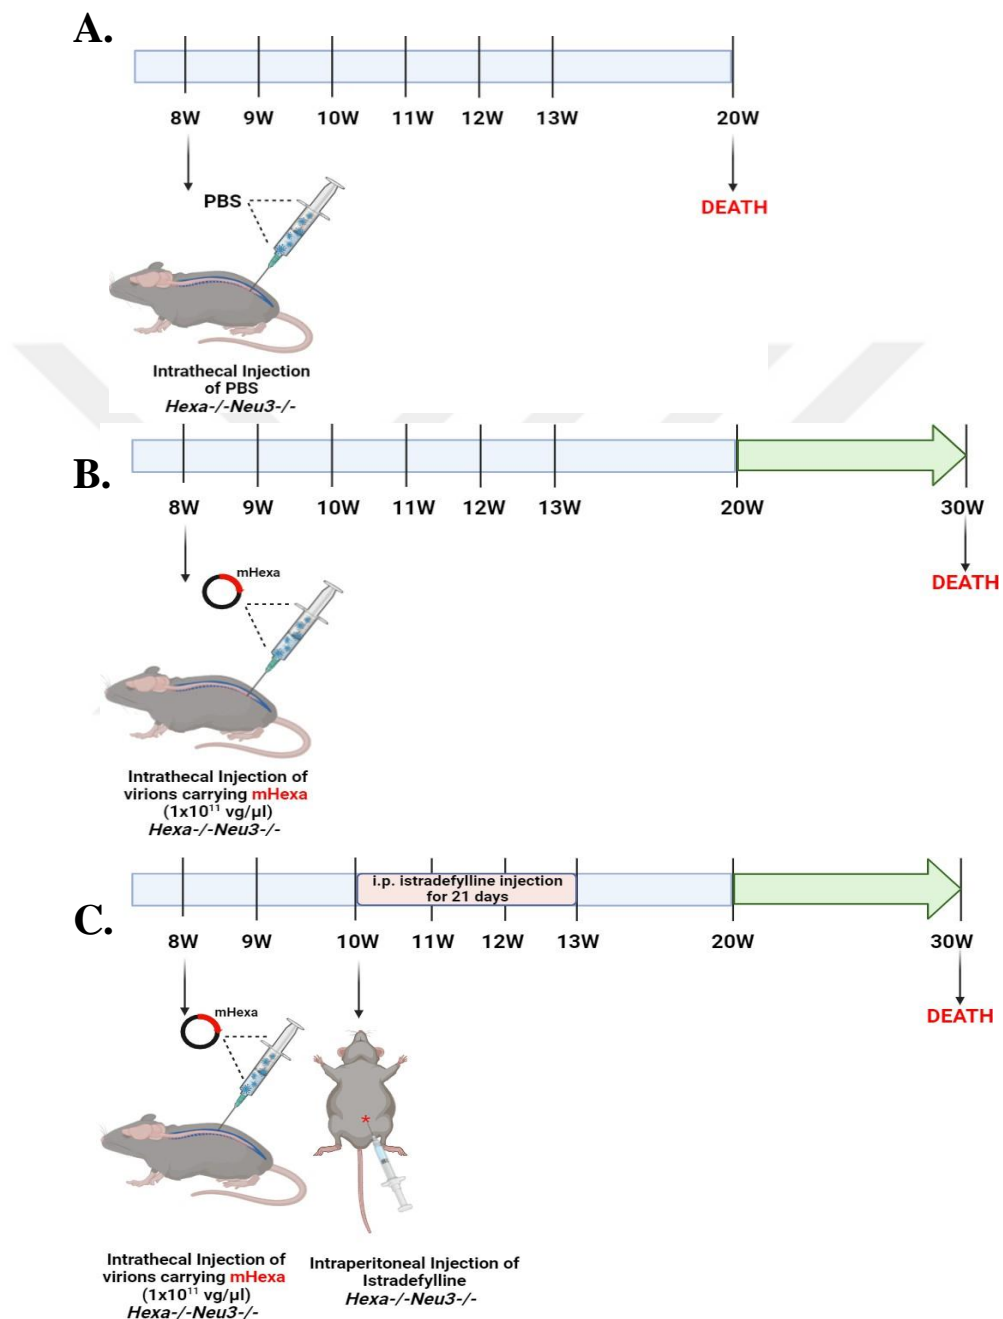 A.
8W 9W 10W 11W 12W 13W 20W
PBS
DEATH
Intrathecal Injection
of PBS
Hexa-/-Neu3-/-
B.
8W 9W 10W 11W 12W 13W 20W 30W
mHexa
DEATH
Intrathecal Injection of
virions carrying mHexa
(1x10¹¹ vg/µl)
Hexa-/-Neu3-/-
i.p. istradefylline injection
for 21 days
C.
8W 9W 10W 11W 12W 13W 20W 30W
mHexa
DEATH
*
Intrathecal Injection of
virions carrying mHexa
(1x10¹¹ vg/µl)
Hexa-/-Neu3-/-
Intraperitoneal Injection of
Istradefylline
Hexa-/-Neu3-/-